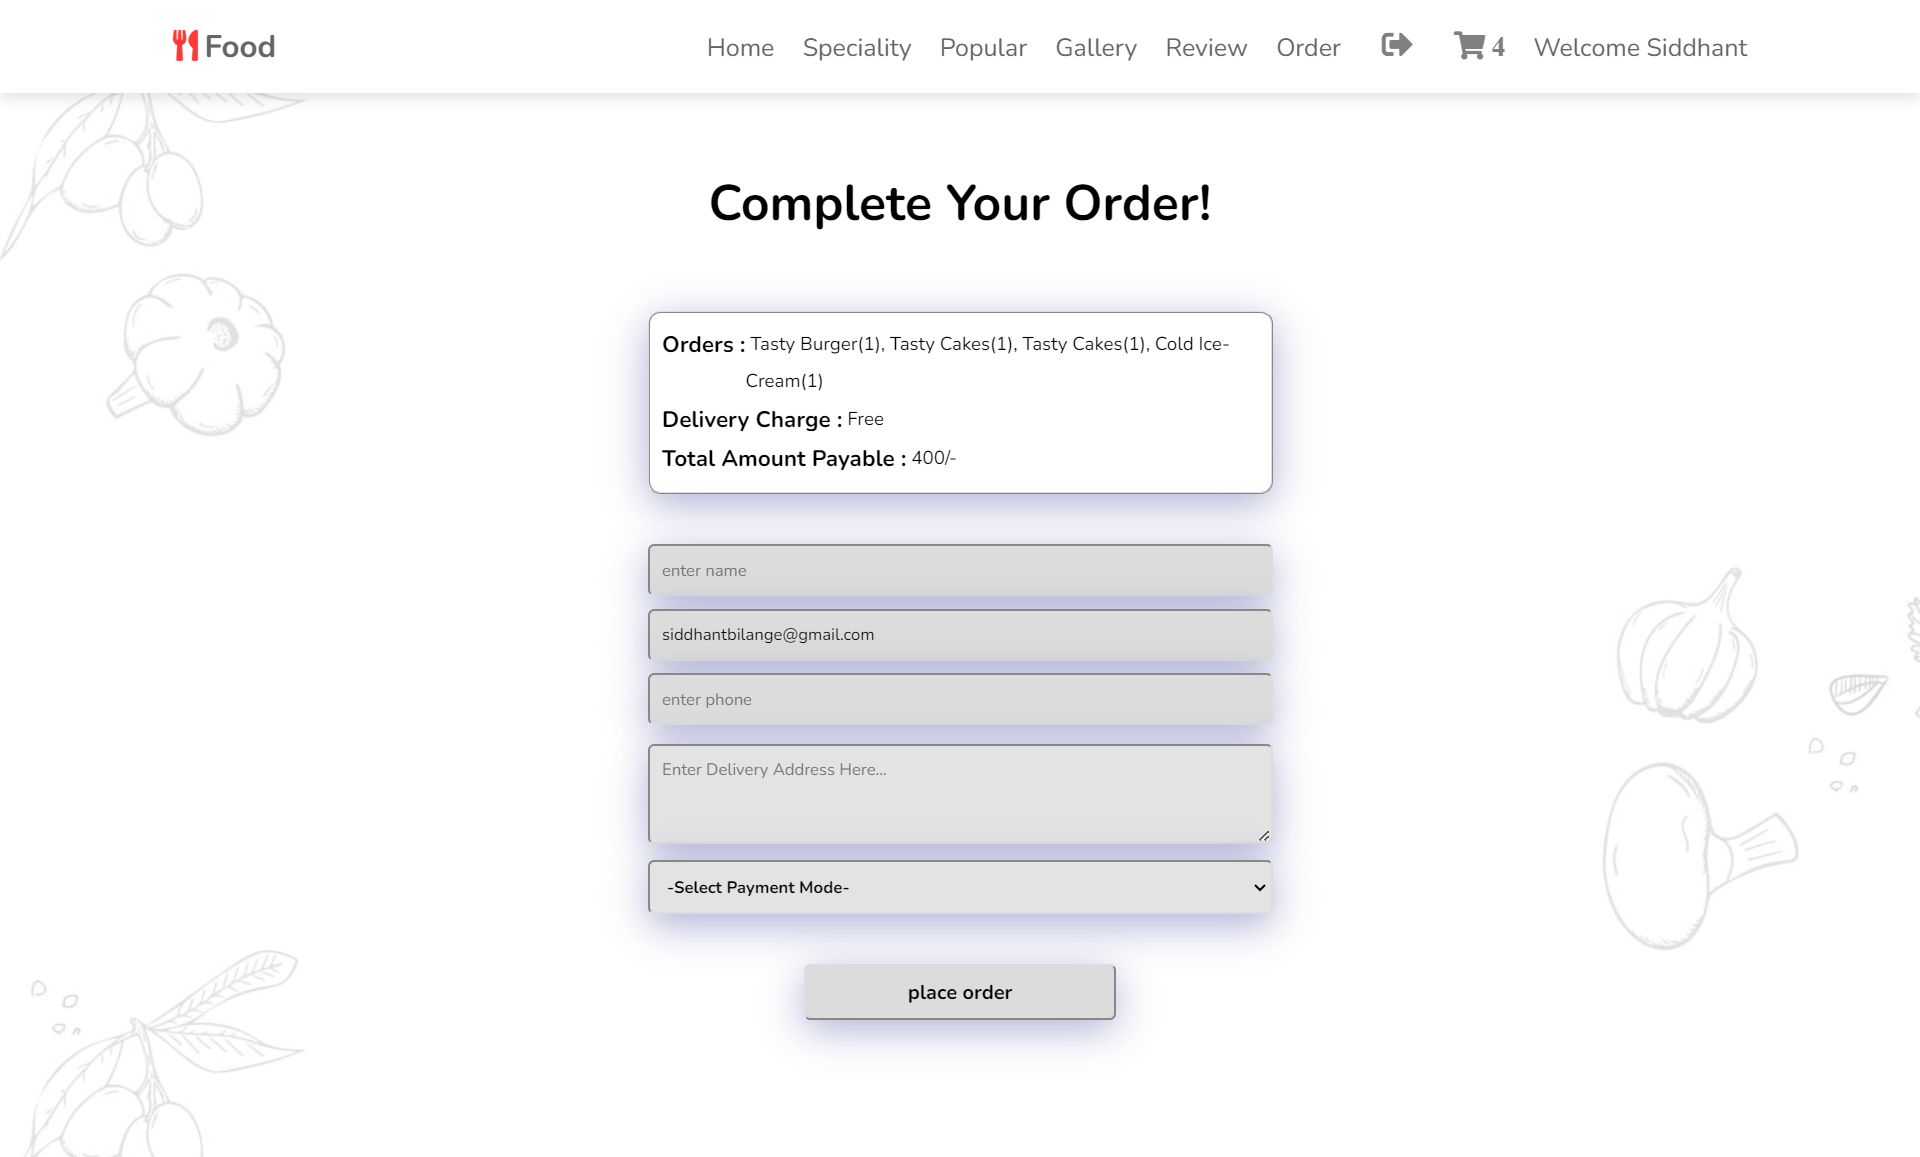 Food
Home Speciality Popular Gallery Review Order 4 Welcome Siddhant
Complete Your Order!
Orders : Tasty Burger(1), Tasty Cakes(1), Tasty Cakes(1), Cold Ice-
Cream(1)
Delivery Charge : Free
Total Amount Payable : 400/-
enter name
siddhantbilange@gmail.com
enter phone
Enter Delivery Address Here...
-Select Payment Mode-
place order